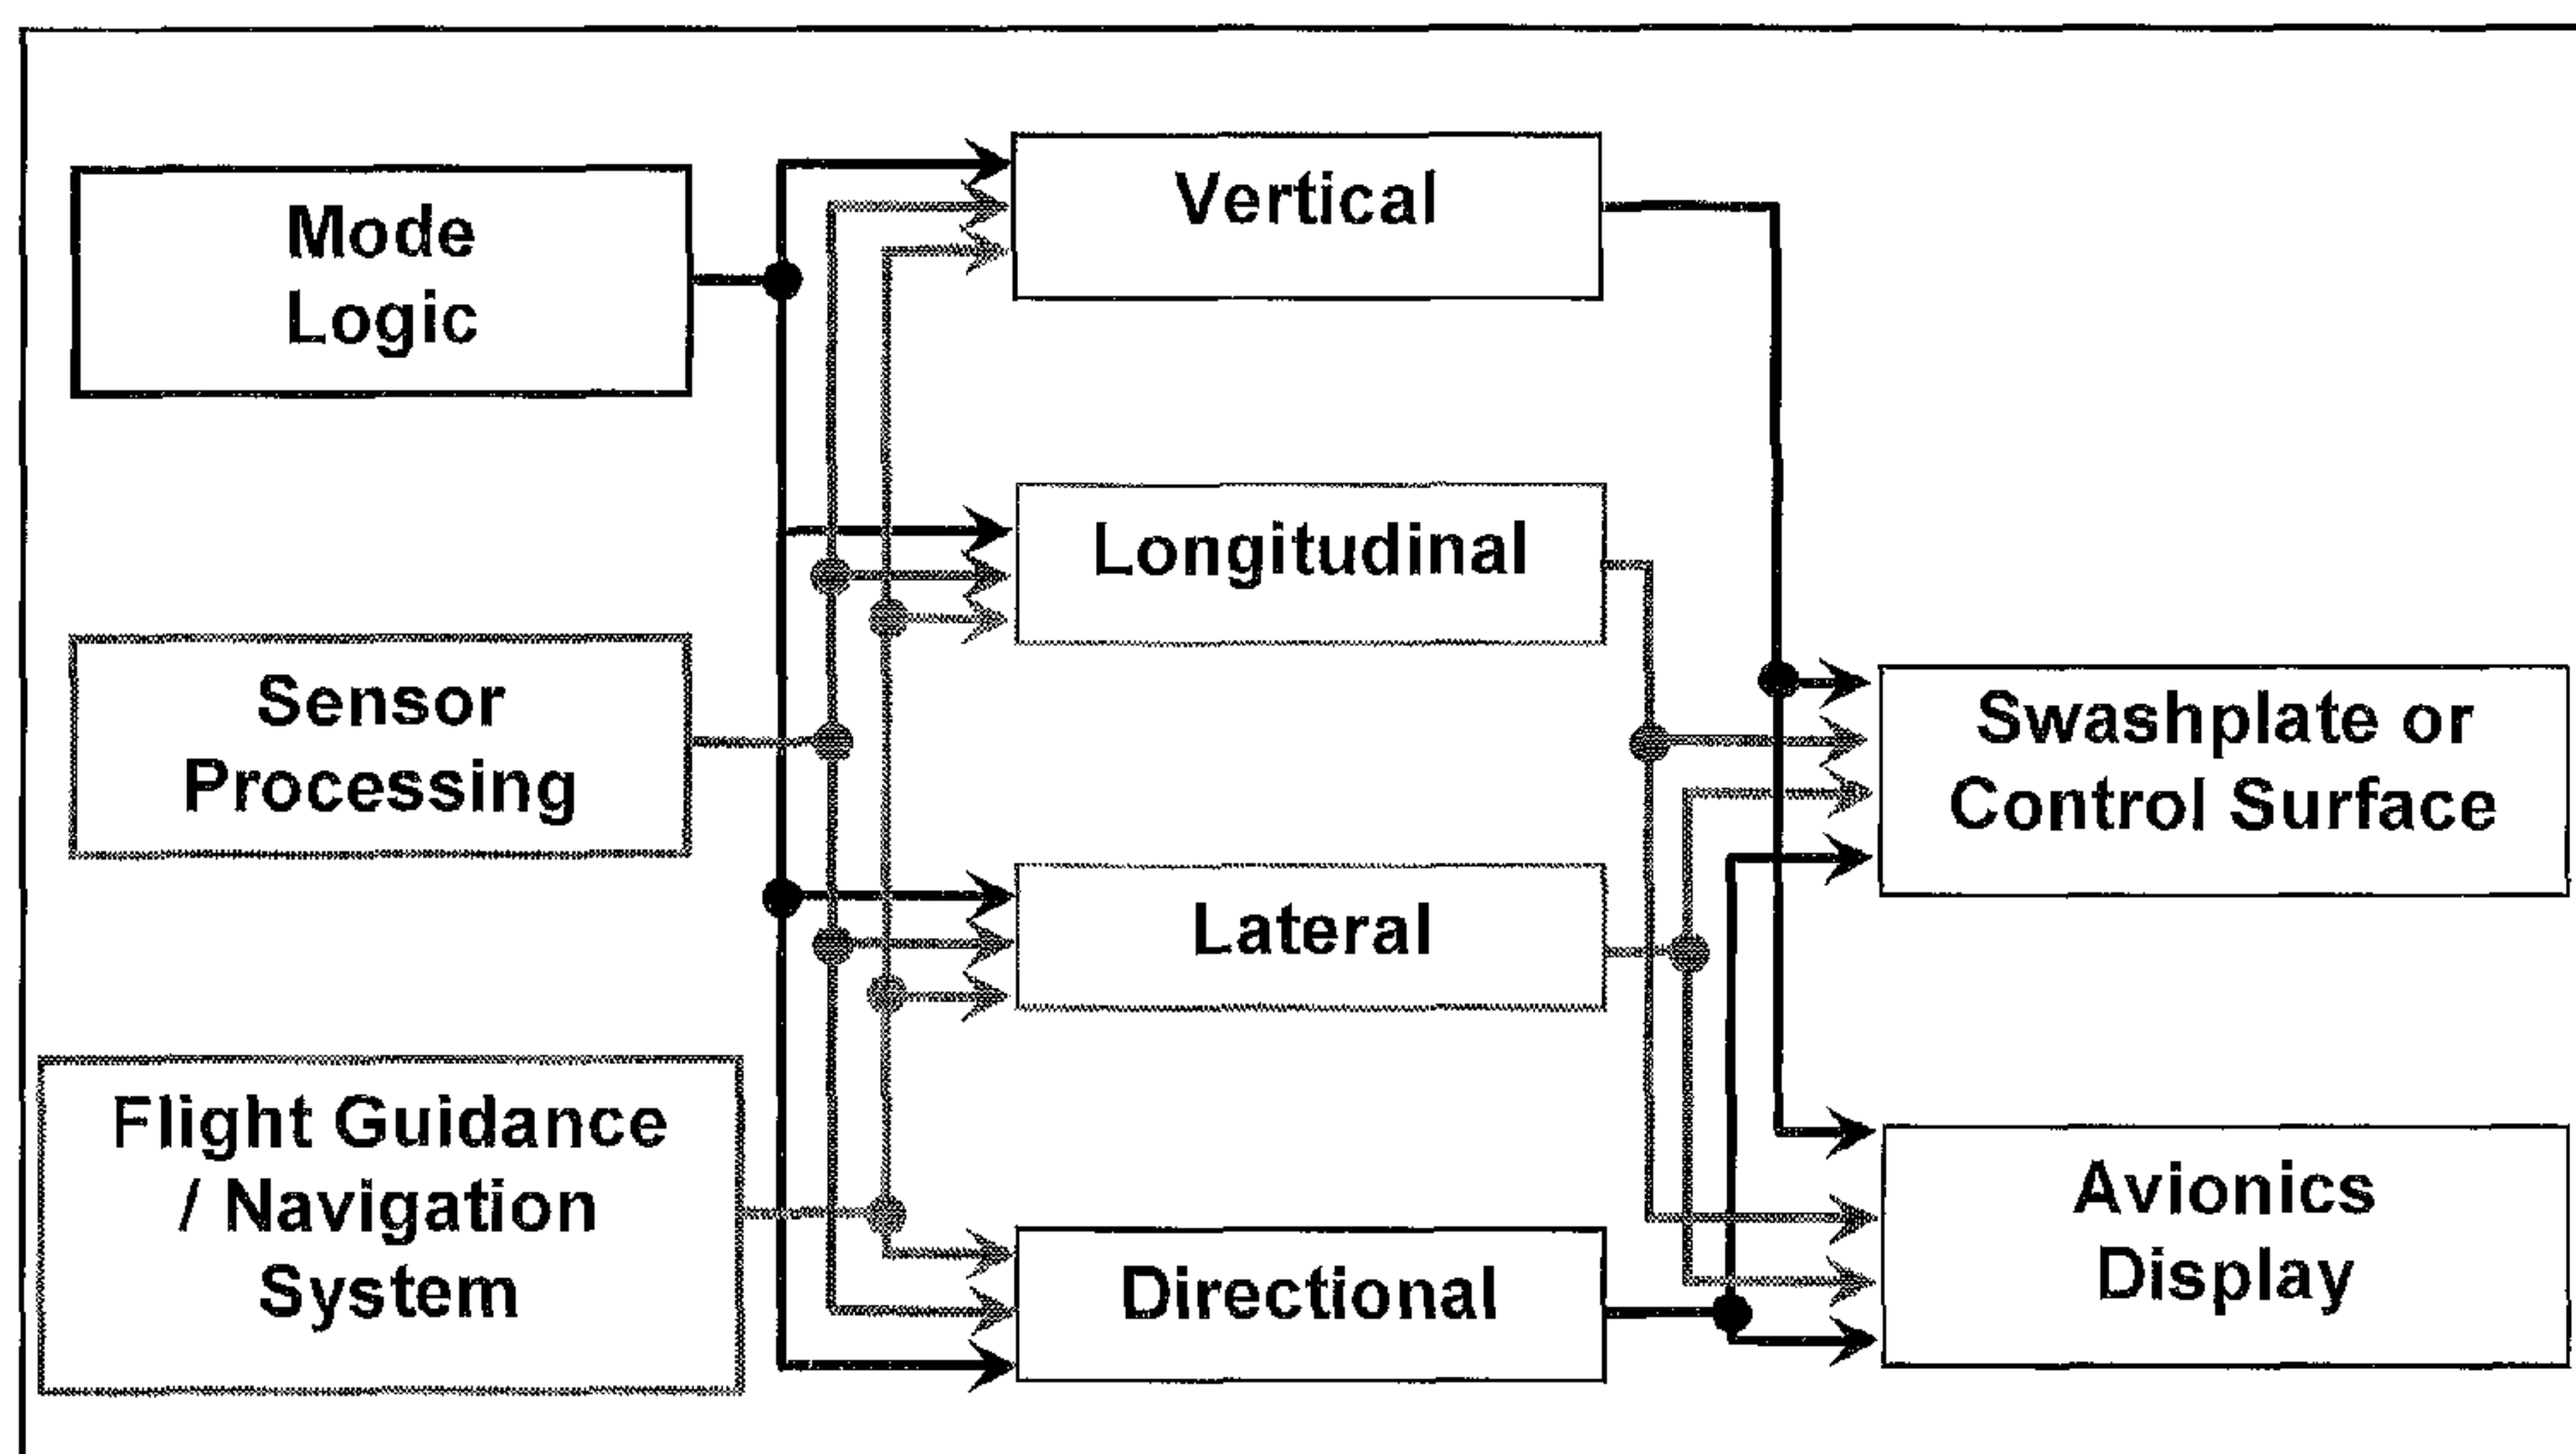 Mode
Logic
Sensor
Processing
Flight Guidance
/ Navigation
System
Vertical
Longitudinal
Lateral
Directional
Swashplate or
Control Surface
Avionics
Display